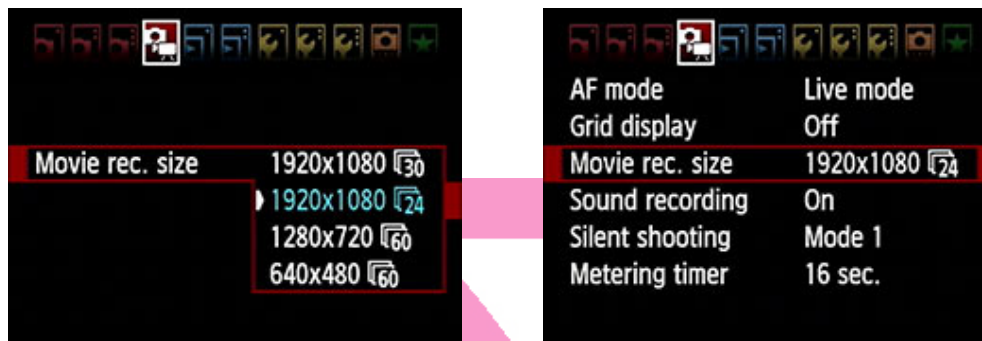 Movie rec. size 1920x1080 30
1920x1080 24
1280x720 60
640x480 60
AF mode Live mode
Grid display Off
Movie rec. size 1920x1080 24
Sound recording On
Silent shooting Mode 1
Metering timer 16 sec.